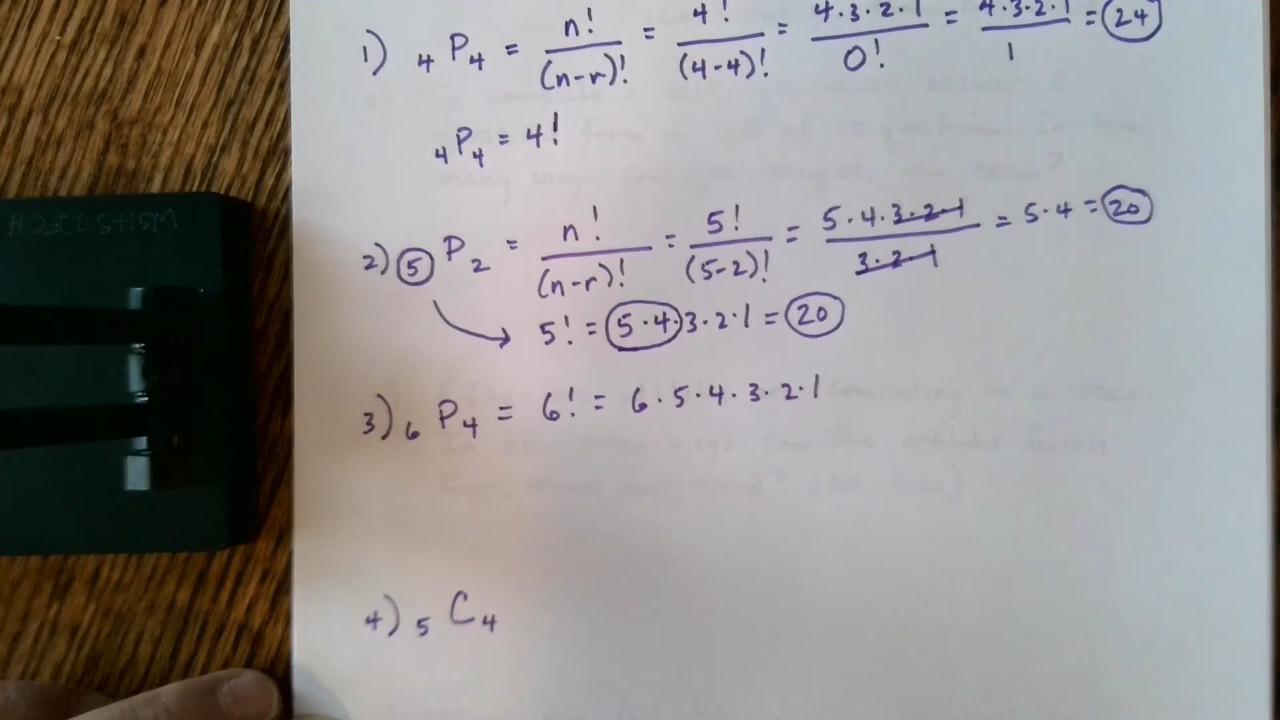 1) ₄P₄ = n!/(n-r)! = 4!/(4-4)! = 4·3·2·1/0! = 4·3·2·1/1 = 24
₄P₄ = 4!
2) ₅P₂ = n!/(n-r)! = 5!/(5-2)! = 5·4·3·2·1/3·2·1 = 5·4 = 20
5! = 5·4·3·2·1 = 20
3) ₆P₄ = 6! = 6·5·4·3·2·1
4) ₅C₄
WSHS TECH